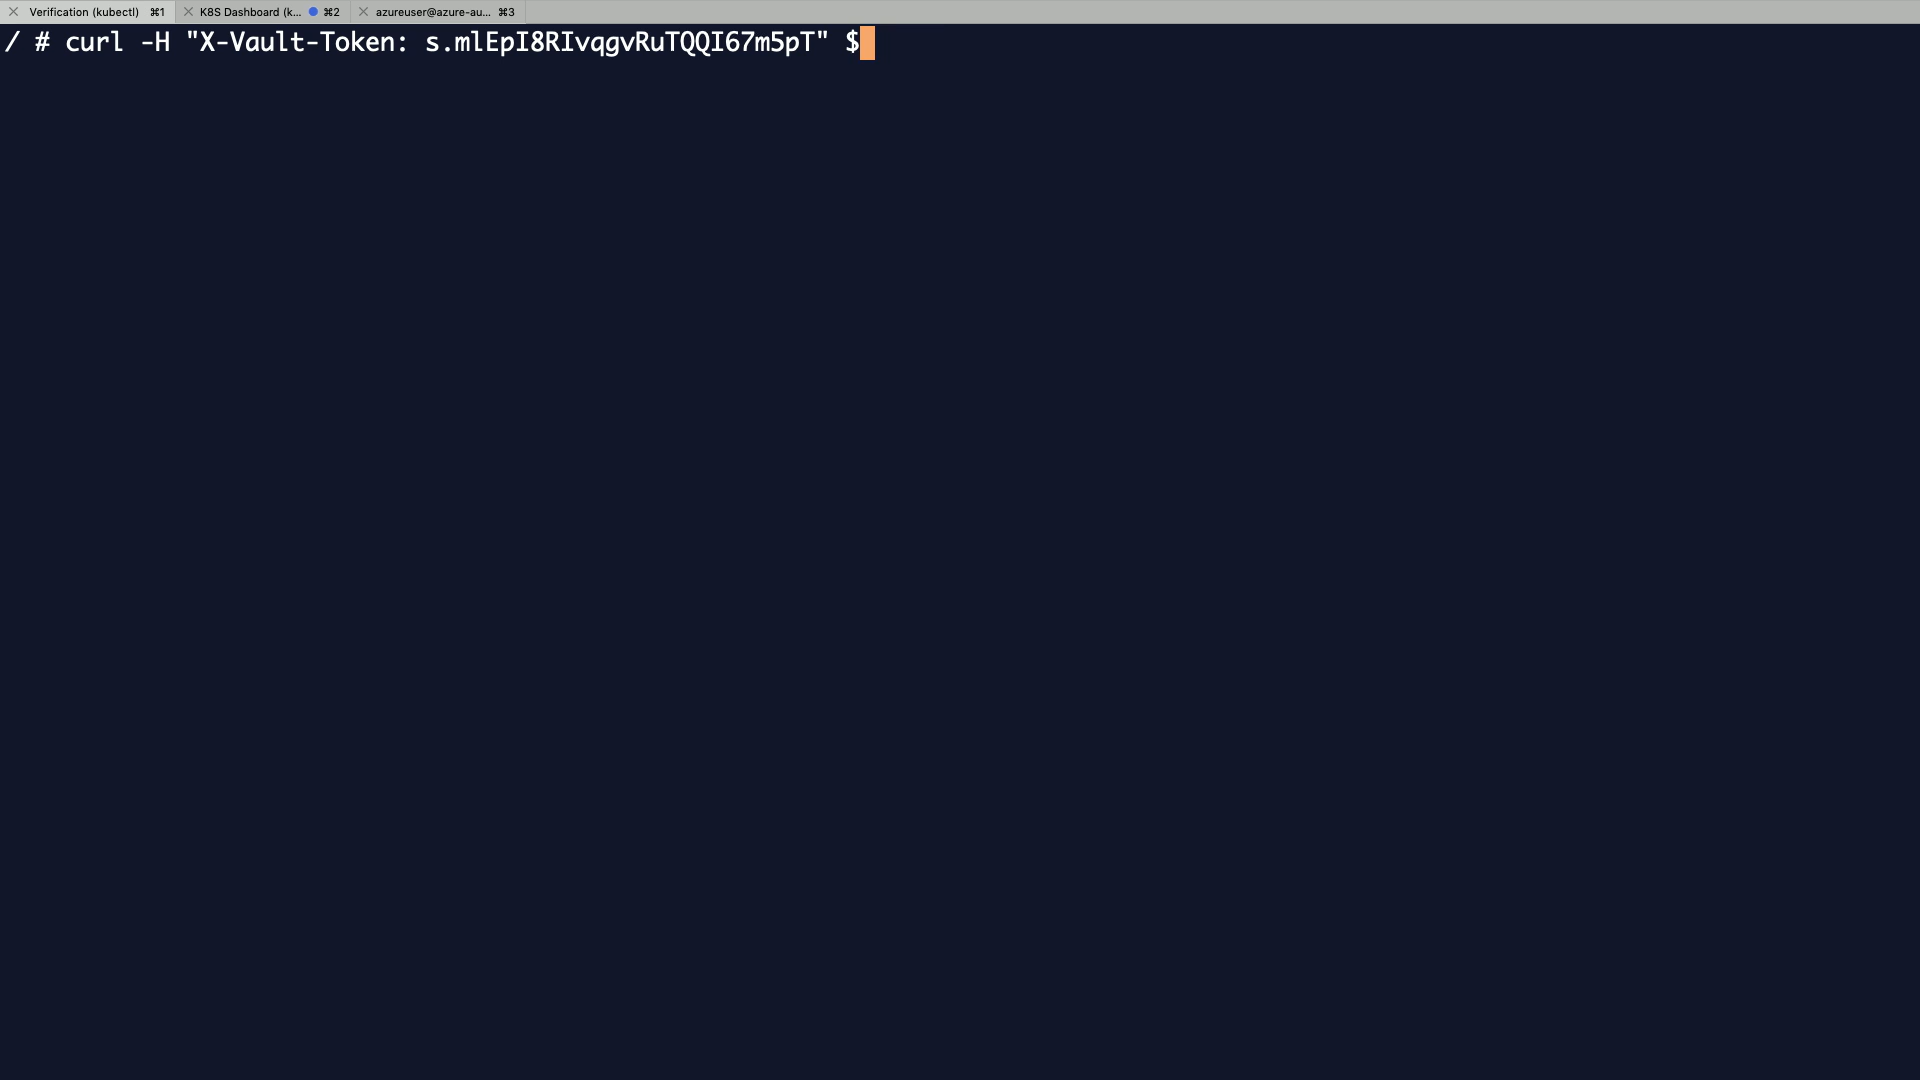 Verification (kubectl) ⌘1 K8S Dashboard (k... ⌘2 azureuser@azure-au... ⌘3
/ # curl -H "X-Vault-Token: s.mlEpI8RIvqgvRuTQQI67m5pT" $